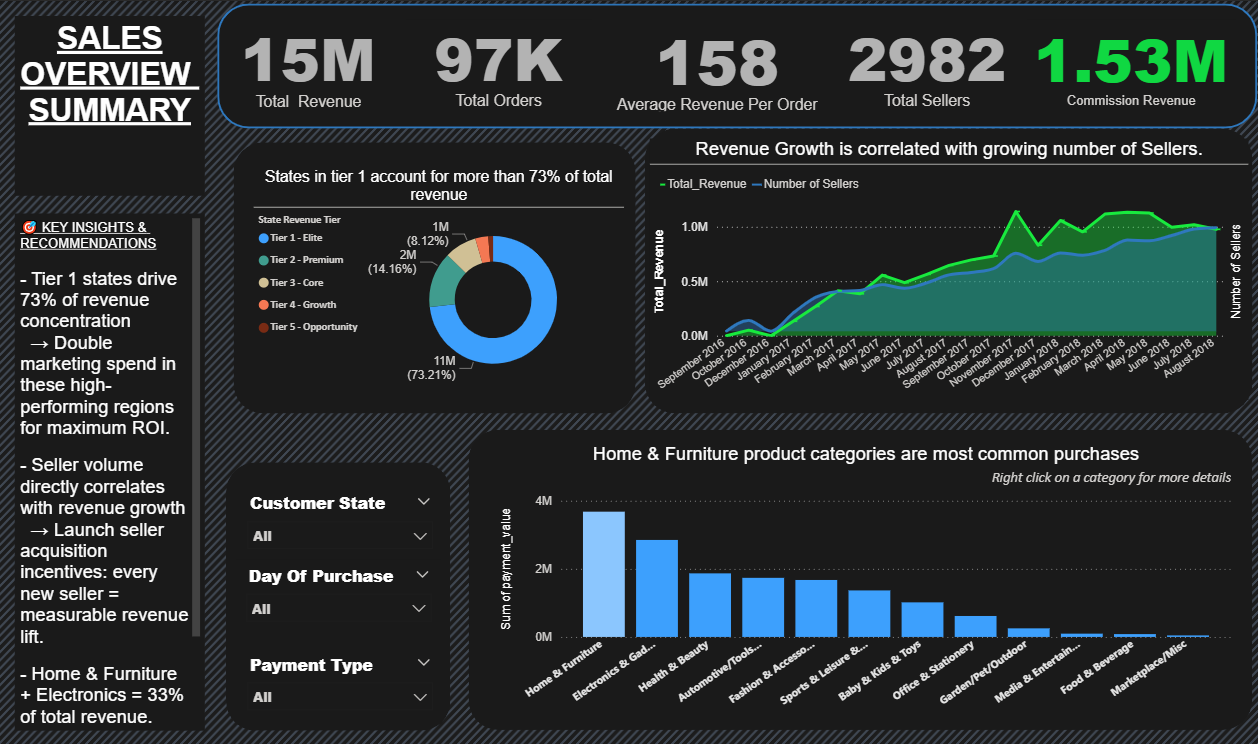 SALES
OVERVIEW
SUMMARY
15M
Total Revenue
97K
Total Orders
158
Average Revenue Per Order
2982
Total Sellers
1.53M
Commission Revenue
🎯 KEY INSIGHTS &
RECOMMENDATIONS
- Tier 1 states drive
73% of revenue
concentration
→ Double
marketing spend in
these high-
performing regions
for maximum ROI.
- Seller volume
directly correlates
with revenue growth
→ Launch seller
acquisition
incentives: every
new seller =
measurable revenue
lift.
- Home & Furniture
+ Electronics = 33%
of total revenue.
States in tier 1 account for more than 73% of total
revenue
State Revenue Tier
Tier 1 - Elite
Tier 2 - Premium
Tier 3 - Core
Tier 4 - Growth
Tier 5 - Opportunity
1M
(8.12%)
2M
(14.16%)
11M
(73.21%)
Revenue Growth is correlated with growing number of Sellers.
Total_Revenue
Number of Sellers
Total_Revenue
1.0M
0.5M
0.0M
Number of Sellers
September 2016
October 2016
December 2016
January 2017
February 2017
March 2017
April 2017
May 2017
June 2017
July 2017
August 2017
September 2017
October 2017
November 2017
December 2017
January 2018
February 2018
March 2018
April 2018
May 2018
June 2018
July 2018
August 2018
Customer State
All
Day Of Purchase
All
Payment Type
All
Home & Furniture product categories are most common purchases
Right click on a category for more details
Sum of payment_value
4M
2M
0M
Home & Furniture
Electronics & Gad...
Health & Beauty
Automotive/Tools...
Fashion & Accesso...
Sports & Leisure &...
Baby & Kids & Toys
Office & Stationery
Garden/Pet/Outdoor
Media & Entertain...
Food & Beverage
Marketplace/Misc